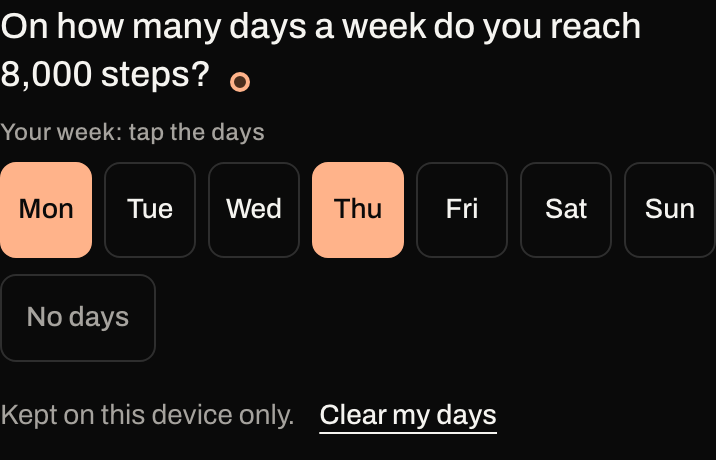 On how many days a week do you reach
8,000 steps?
Your week: tap the days
Mon Tue Wed Thu Fri Sat Sun
No days
Kept on this device only. Clear my days